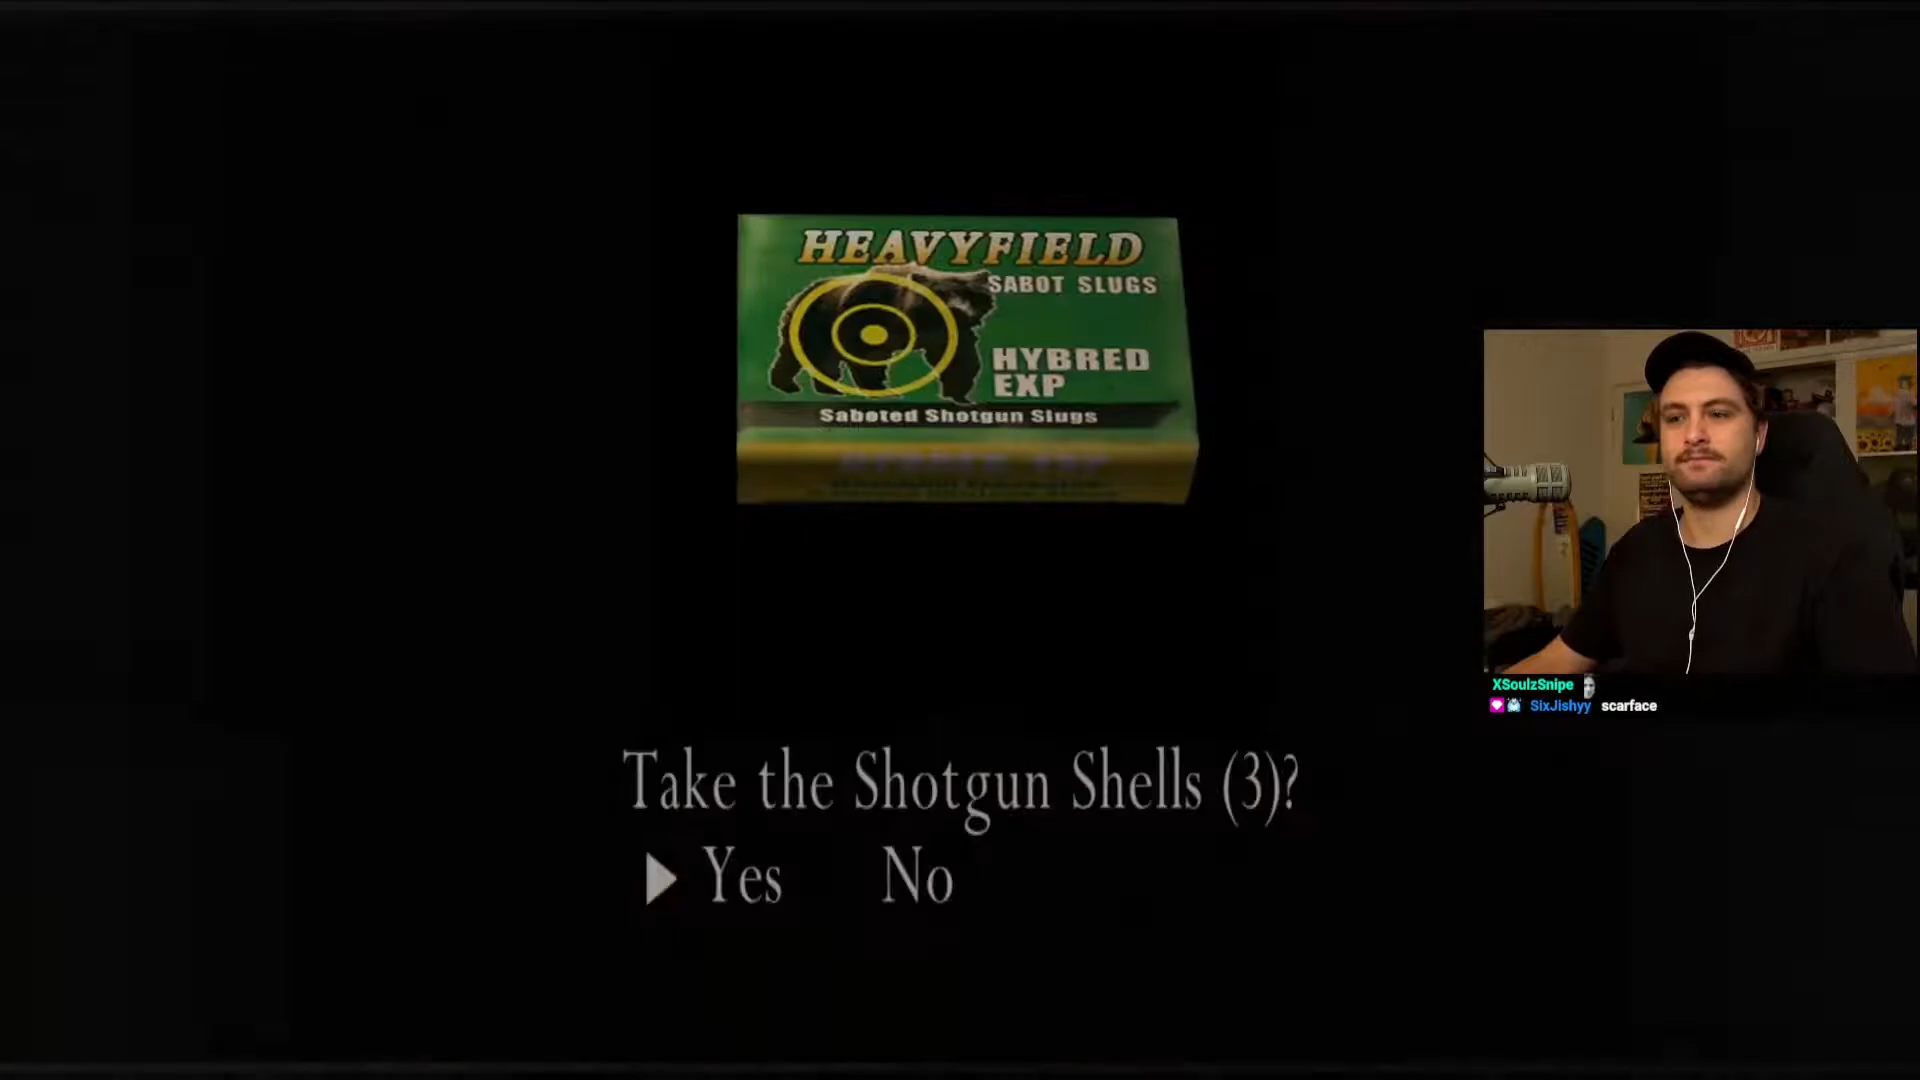 HEAVYFIELD
SABOT SLUGS
HYBRED
EXP
Saboted Shotgun Slugs
Take the Shotgun Shells (3)?
Yes No
XSoulzSnipe
SixJishyy scarface